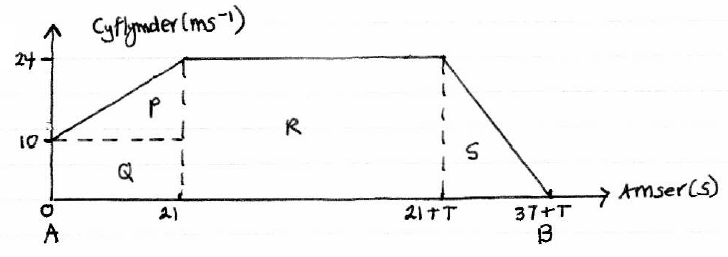 Cyflymder (ms⁻¹)
24
P
R
10
Q
S
Amser (s)
0
21
21+T
37+T
A
B